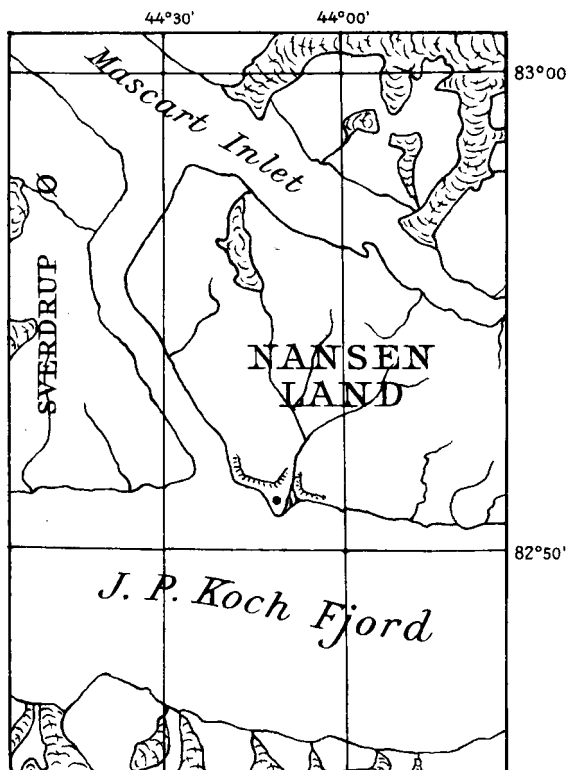 44°30' 44°00'
Mascart Inlet
83°00
SVERDRUP Ø
NANSEN
LAND
82°50'
J. P. Koch Fjord